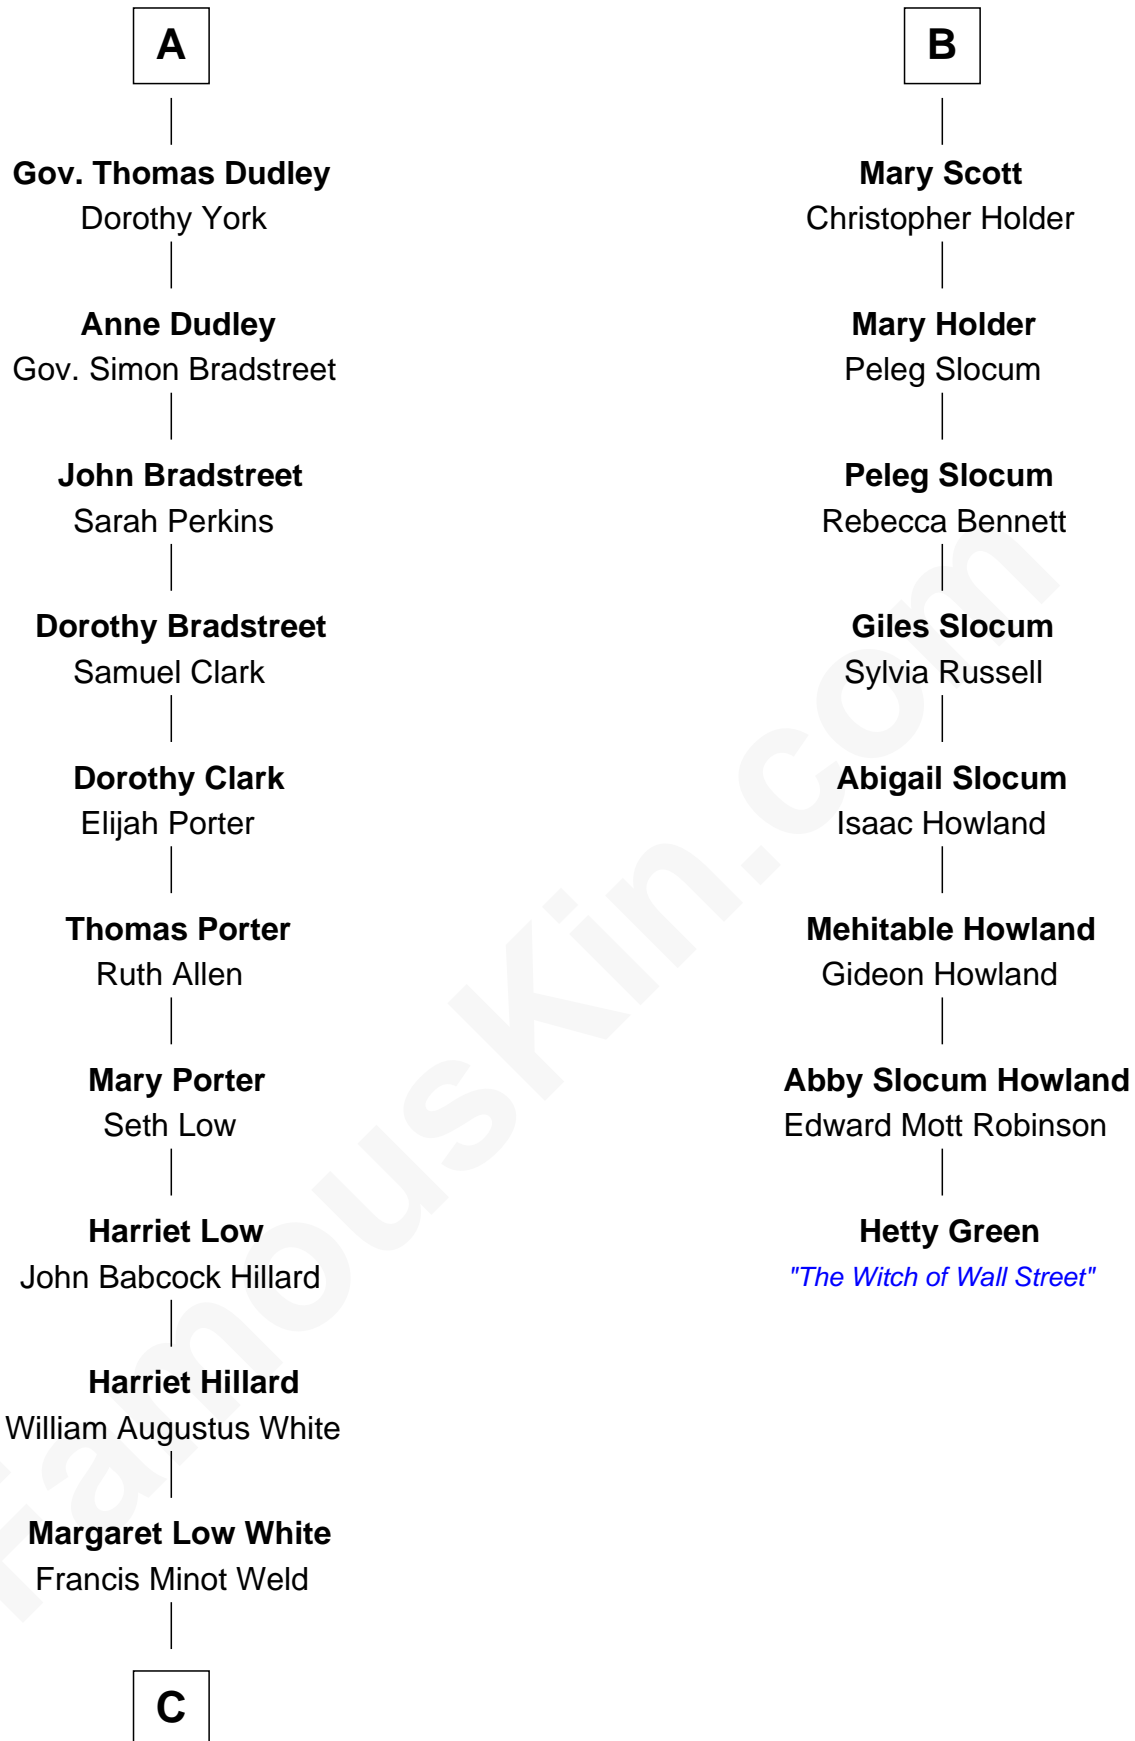 A
Gov. Thomas Dudley
Dorothy York
Anne Dudley
Gov. Simon Bradstreet
John Bradstreet
Sarah Perkins
Dorothy Bradstreet
Samuel Clark
Dorothy Clark
Elijah Porter
Thomas Porter
Ruth Allen
Mary Porter
Seth Low
Harriet Low
John Babcock Hillard
Harriet Hillard
William Augustus White
Margaret Low White
Francis Minot Weld
C
B
Mary Scott
Christopher Holder
Mary Holder
Peleg Slocum
Peleg Slocum
Rebecca Bennett
Giles Slocum
Sylvia Russell
Abigail Slocum
Isaac Howland
Mehitable Howland
Gideon Howland
Abby Slocum Howland
Edward Mott Robinson
Hetty Green
"The Witch of Wall Street"
FamousKin.com